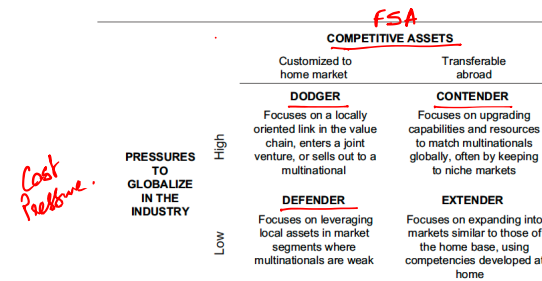 FSA
COMPETITIVE ASSETS
Customized to home market
Transferable abroad
Cost Pressure.
PRESSURES TO GLOBALIZE IN THE INDUSTRY
High
DODGER
Focuses on a locally
oriented link in the value
chain, enters a joint
venture, or sells out to a
multinational
CONTENDER
Focuses on upgrading
capabilities and resources
to match multinationals
globally, often by keeping
to niche markets
Low
DEFENDER
Focuses on leveraging
local assets in market
segments where
multinationals are weak
EXTENDER
Focuses on expanding into
markets similar to those of
the home base, using
competencies developed at
home